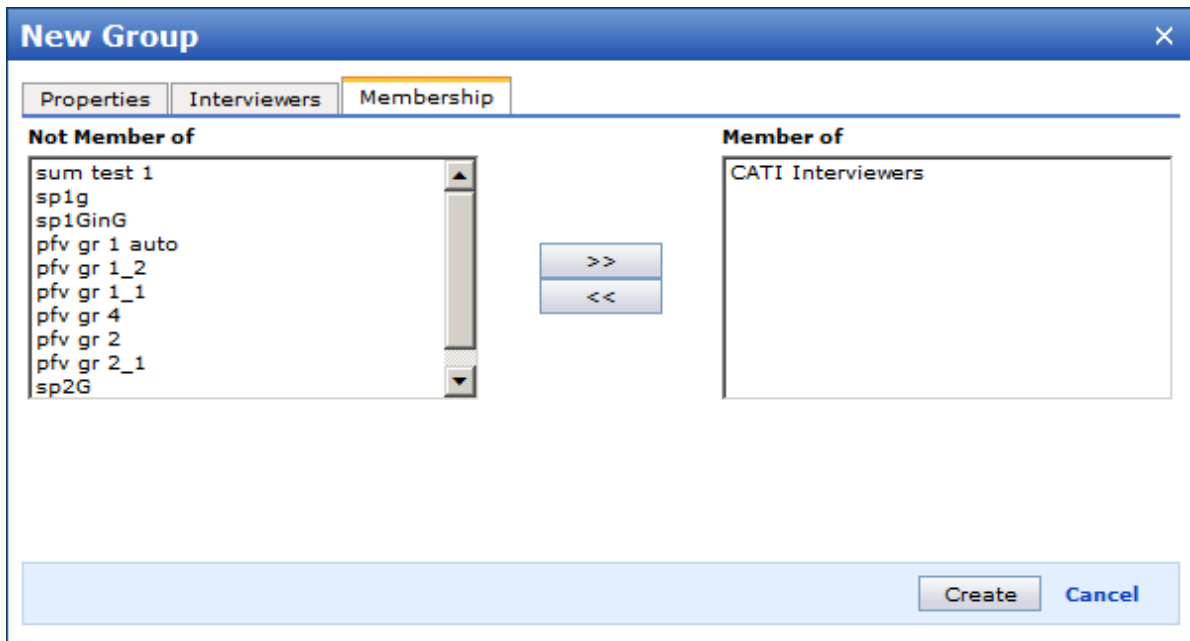 New Group
Properties Interviewers Membership
Not Member of
sum test 1
sp1g
sp1GinG
pfv gr 1 auto
pfv gr 1_2
pfv gr 1_1
pfv gr 4
pfv gr 2
pfv gr 2_1
sp2G
>>
<<
Member of
CATI Interviewers
Create Cancel